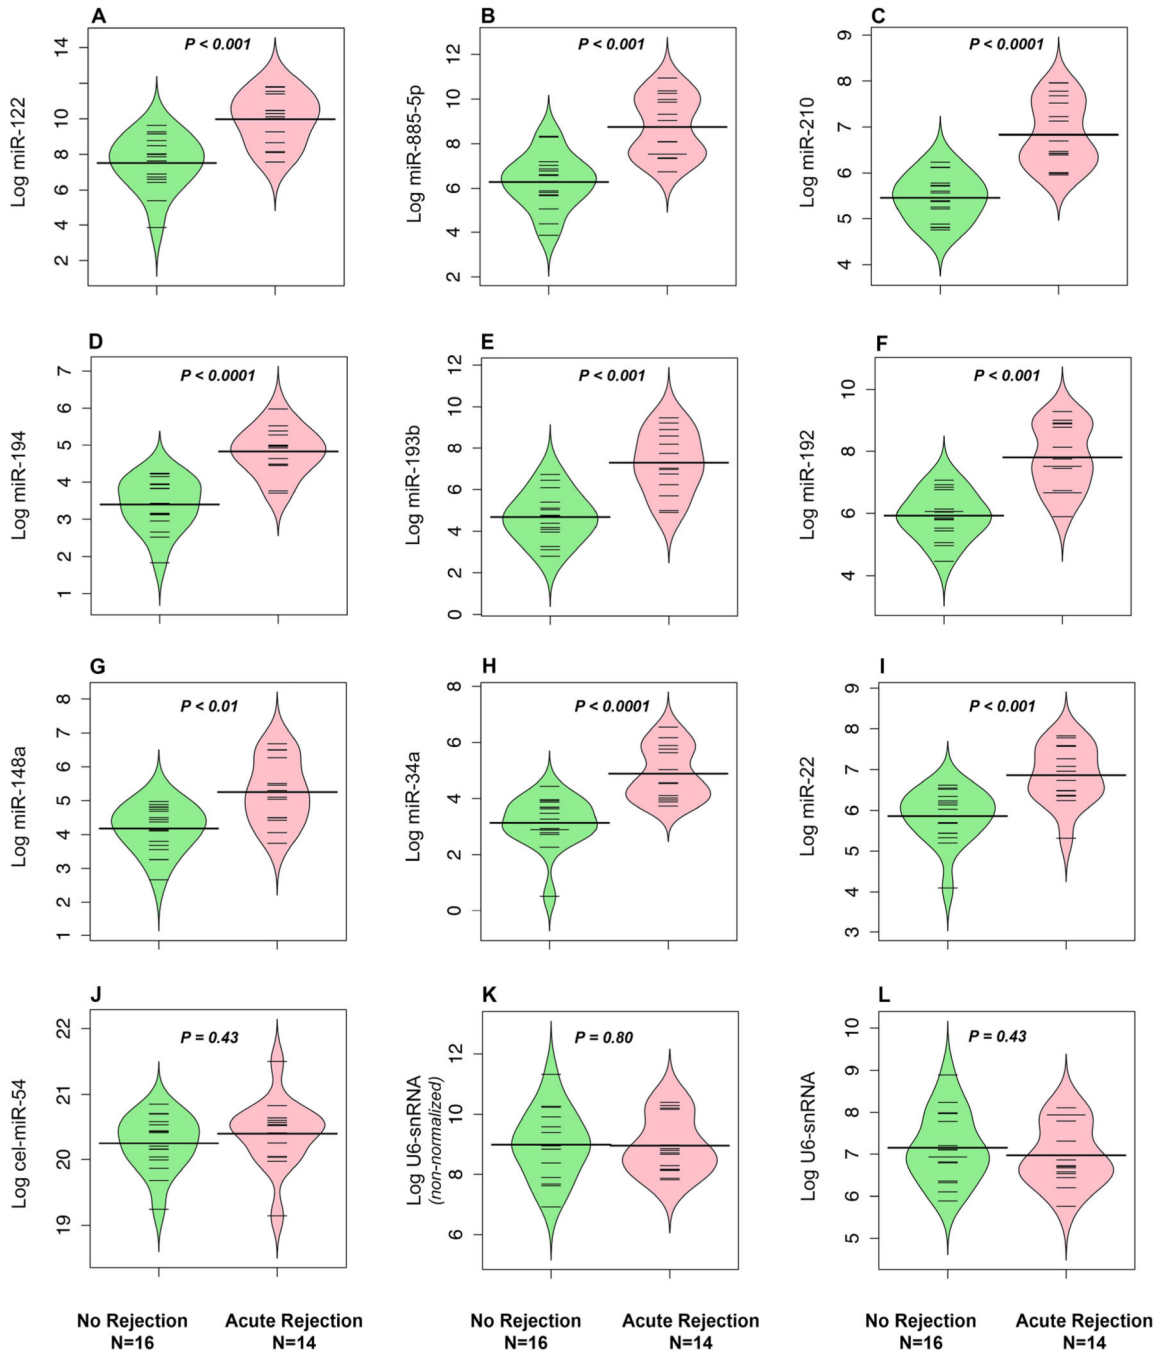 A
P < 0.001
Log miR-122
14
10
8
6
4
2
B
P < 0.001
Log miR-885-5p
12
10
8
6
4
2
C
P < 0.0001
Log miR-210
9
8
7
6
5
4
D
P < 0.0001
Log miR-194
7
6
5
4
3
2
1
E
P < 0.001
Log miR-193b
12
10
8
6
4
2
0
F
P < 0.001
Log miR-192
10
8
6
4
G
P < 0.01
Log miR-148a
8
7
6
5
4
3
2
1
H
P < 0.0001
Log miR-34a
8
6
4
2
0
I
P < 0.001
Log miR-22
9
8
7
6
5
4
3
J
P = 0.43
Log cel-miR-54
22
21
20
19
K
P = 0.80
Log U6-snRNA
(non-normalized)
12
10
8
6
L
P = 0.43
Log U6-snRNA
10
9
8
7
6
5
No Rejection
N=16
Acute Rejection
N=14
No Rejection
N=16
Acute Rejection
N=14
No Rejection
N=16
Acute Rejection
N=14